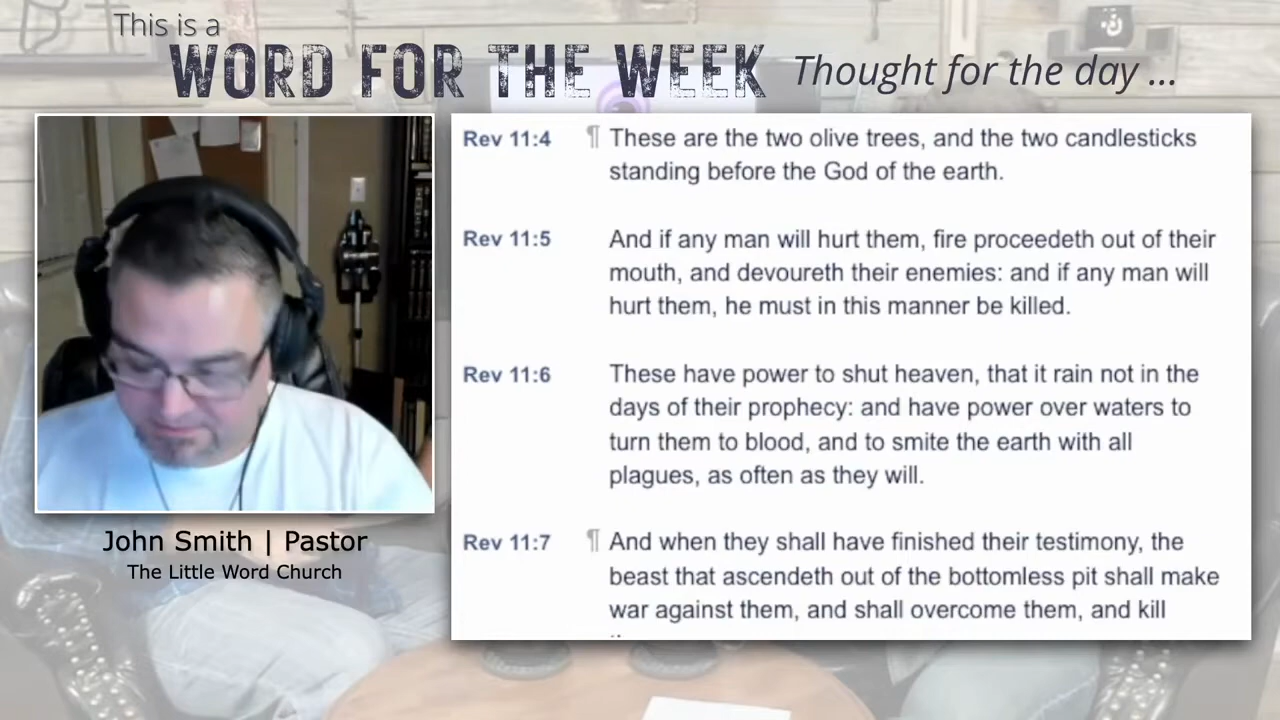 This is a
WORD FOR THE WEEK
Thought for the day ...
Rev 11:4 ¶ These are the two olive trees, and the two candlesticks
standing before the God of the earth.
Rev 11:5 And if any man will hurt them, fire proceedeth out of their
mouth, and devoureth their enemies: and if any man will
hurt them, he must in this manner be killed.
Rev 11:6 These have power to shut heaven, that it rain not in the
days of their prophecy: and have power over waters to
turn them to blood, and to smite the earth with all
plagues, as often as they will.
Rev 11:7 ¶ And when they shall have finished their testimony, the
beast that ascendeth out of the bottomless pit shall make
war against them, and shall overcome them, and kill
John Smith | Pastor
The Little Word Church